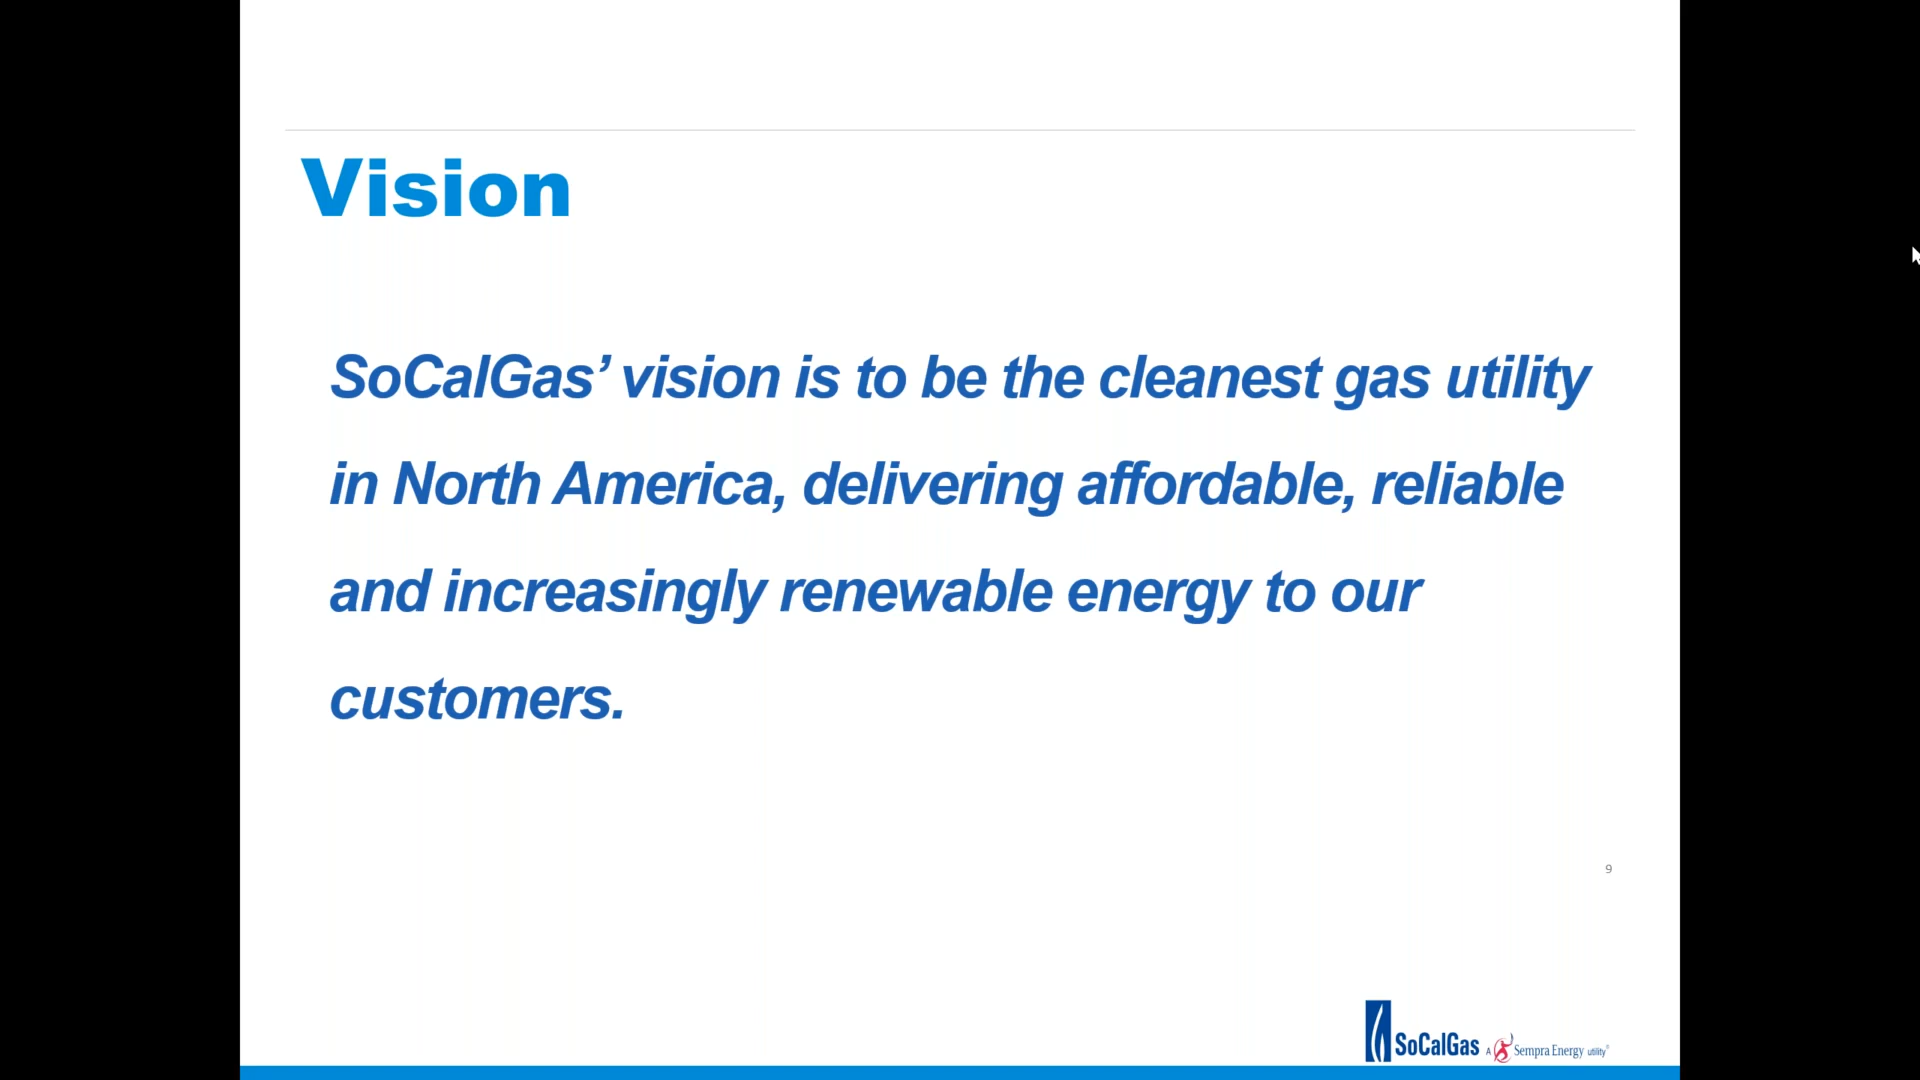 Vision
SoCalGas’ vision is to be the cleanest gas utility
in North America, delivering affordable, reliable
and increasingly renewable energy to our
customers.
9
SoCalGas A Sempra Energy utility®